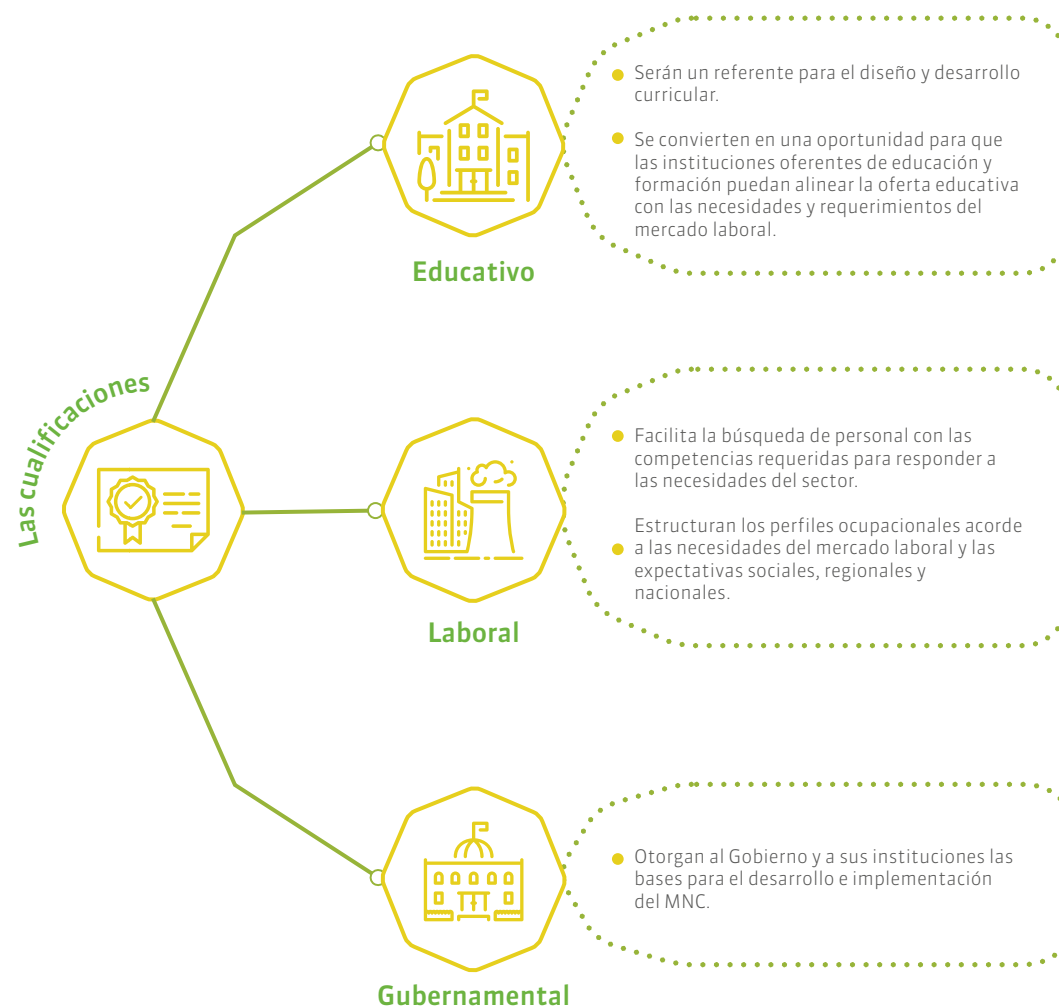 Las cualificaciones
Serán un referente para el diseño y desarrollo
curricular.
Se convierten en una oportunidad para que
las instituciones oferentes de educación y
formación puedan alinear la oferta educativa
con las necesidades y requerimientos del
mercado laboral.
Educativo
Facilita la búsqueda de personal con las
competencias requeridas para responder a
las necesidades del sector.
Estructuran los perfiles ocupacionales acorde
a las necesidades del mercado laboral y las
expectativas sociales, regionales y
nacionales.
Laboral
Otorgan al Gobierno y a sus instituciones las
bases para el desarrollo e implementación
del MNC.
Gubernamental